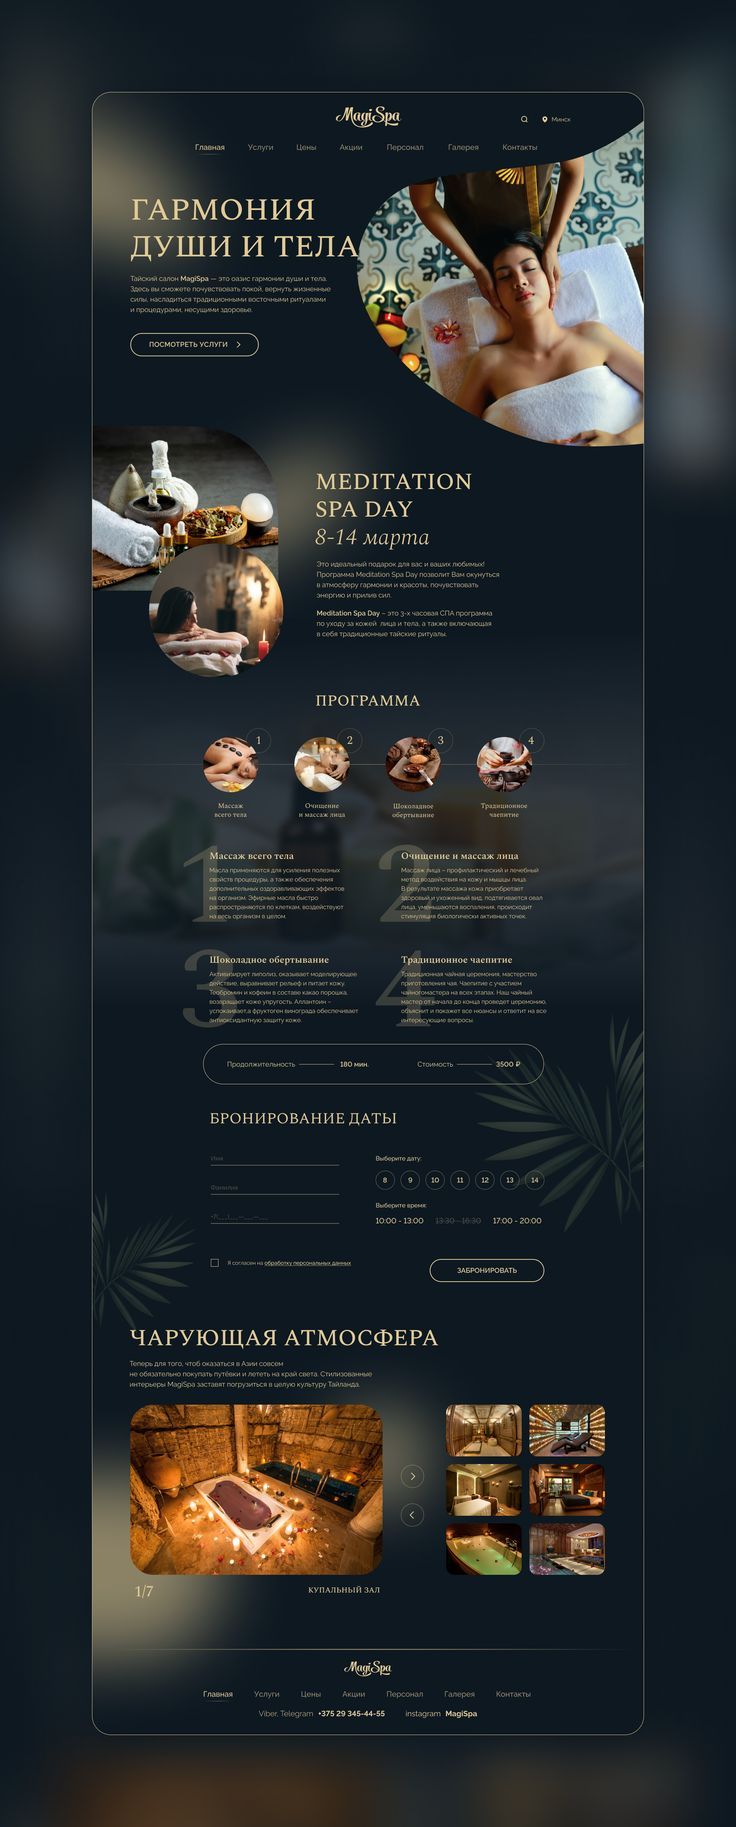 MagiSpa
Минск
Главная Услуги Цены Акции Персонал Галерея Контакты
ГАРМОНИЯ
ДУШИ И ТЕЛА
Тайский салон MagiSpa — это оазис гармонии души и тела.
Здесь вы сможете почувствовать покой, вернуть жизненные
силы, насладиться традиционными восточными ритуалами
и процедурами, несущими здоровье.
ПОСМОТРЕТЬ УСЛУГИ
MEDITATION
SPA DAY
8-14 марта
Это идеальный подарок для вас и ваших любимых!
Программа Meditation Spa Day позволит Вам окунуться
в атмосферу гармонии и красоты, почувствовать
энергию и прилив сил.
Meditation Spa Day – это 3-х часовая СПА программа
по уходу за кожей лица и тела, а также включающая
в себя традиционные тайские ритуалы.
ПРОГРАММА
1 2 3 4
Массаж
всего тела
Очищение
и массаж лица
Шоколадное
обертывание
Традиционное
чаепитие
1
Массаж всего тела
Масла применяются для усиления полезных
свойств процедуры, а также обеспечения
дополнительных оздоравливающих эффектов
на организм. Эфирные масла быстро
распространяются по клеткам, воздействуют
на весь организм в целом.
2
Очищение и массаж лица
Массаж лица – профилактический и лечебный
метод воздействия на кожу и мышцы лица.
В результате массажа кожа приобретает
здоровый и ухоженный вид, подтягивается овал
лица, уменьшаются воспаления, происходит
стимуляция биологически активных точек.
3
Шоколадное обертывание
Активизирует липолиз, оказывает моделирующее
действие, выравнивает рельеф и питает кожу.
Теобромин и кофеин в составе какао порошка,
возвращает коже упругость. Аллантоин –
успокаивает,а фруктоген винограда обеспечивает
антиоксидантную защиту коже.
4
Традиционное чаепитие
Традиционная чайная церемония, мастерство
приготовления чая. Чаепитие с участием
чайногомастера на всех этапах. Наш чайный
мастер от начала до конца проведет церемонию,
объяснит и покажет все нюансы и ответит на все
интересующие вопросы.
Продолжительность 180 мин. Стоимость 3500 ₽
БРОНИРОВАНИЕ ДАТЫ
Имя
Фамилия
Выберите дату:
8 9 10 11 12 13 14
Выберите время:
10:00 - 13:00 13:30 - 16:30 17:00 - 20:00
Я согласен на обработку персональных данных
ЗАБРОНИРОВАТЬ
ЧАРУЮЩАЯ АТМОСФЕРА
Теперь для того, чтоб оказаться в Азии совсем
не обязательно покупать путёвки и лететь на край света. Стилизованные
интерьеры MagiSpa заставят погрузиться в целую культуру Тайланда.
1/7
КУПАЛЬНЫЙ ЗАЛ
MagiSpa
Главная Услуги Цены Акции Персонал Галерея Контакты
Viber, Telegram +375 29 345-44-55 instagram MagiSpa